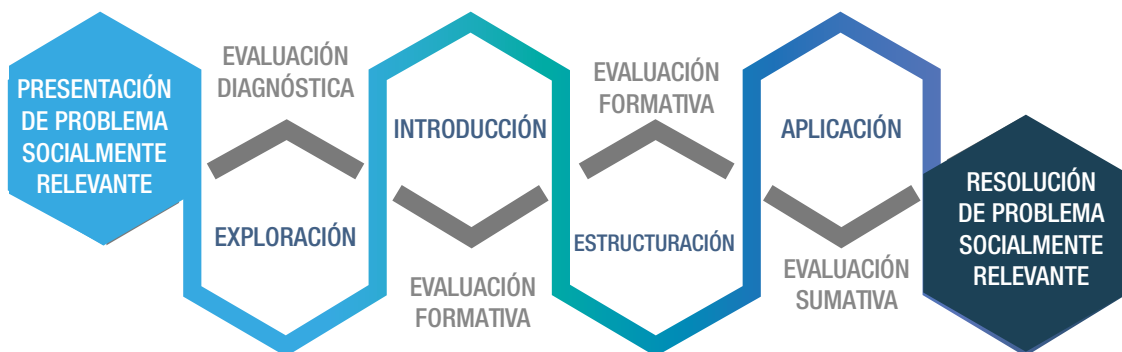 PRESENTACIÓN
DE PROBLEMA
SOCIALMENTE
RELEVANTE
EVALUACIÓN
DIAGNÓSTICA
EXPLORACIÓN
INTRODUCCIÓN
EVALUACIÓN
FORMATIVA
EVALUACIÓN
FORMATIVA
ESTRUCTURACIÓN
APLICACIÓN
EVALUACIÓN
SUMATIVA
RESOLUCIÓN
DE PROBLEMA
SOCIALMENTE
RELEVANTE